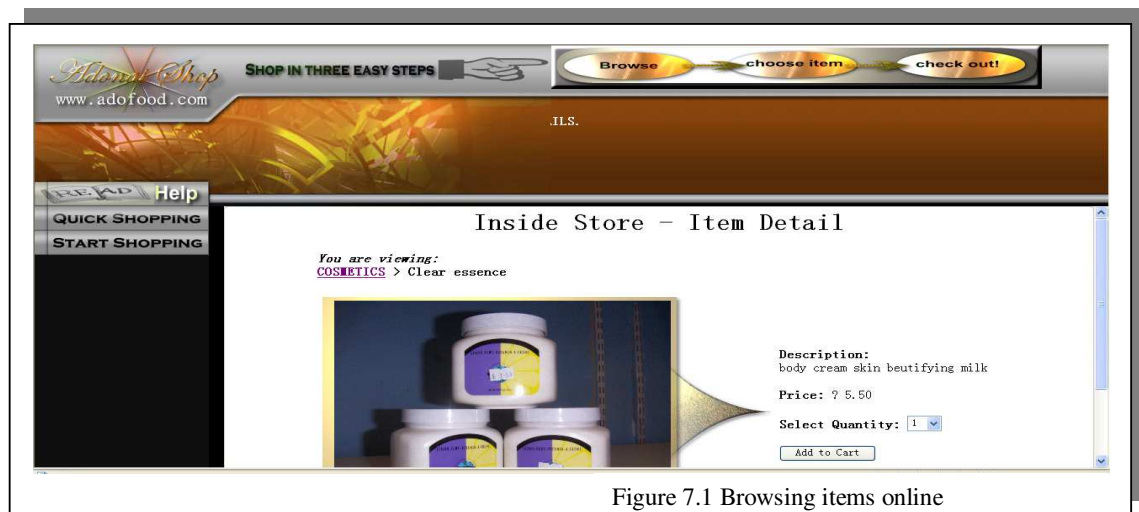 Adonai Shop
www.adofood.com
SHOP IN THREE EASY STEPS
Browse
choose item
check out!
.ILS.
READ Help
QUICK SHOPPING
START SHOPPING
Inside Store - Item Detail
You are viewing:
COSMETICS > Clear essence
Description:
body cream skin beutifying milk
Price: ? 5.50
Select Quantity: 1
Add to Cart
Figure 7.1 Browsing items online